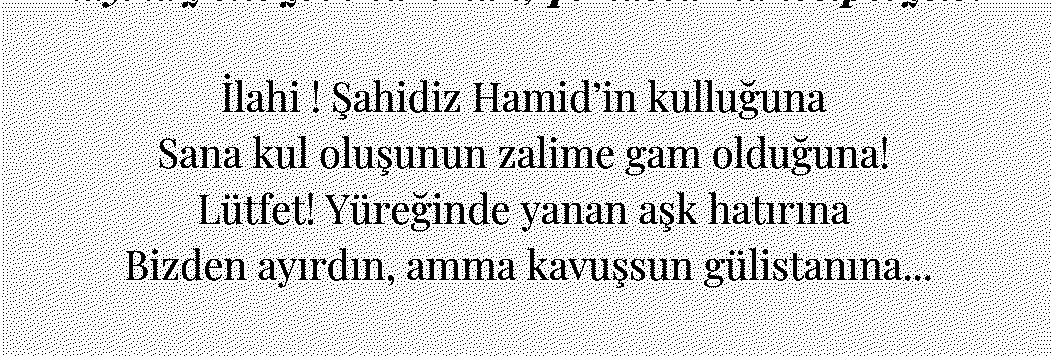 İlahi ! Şahidiz Hamid’in kulluğuna
Sana kul oluşunun zalime gam olduğuna!
Lütfet! Yüreğinde yanan aşk hatırına
Bizden ayırdın, amma kavuşsun gülistanına...